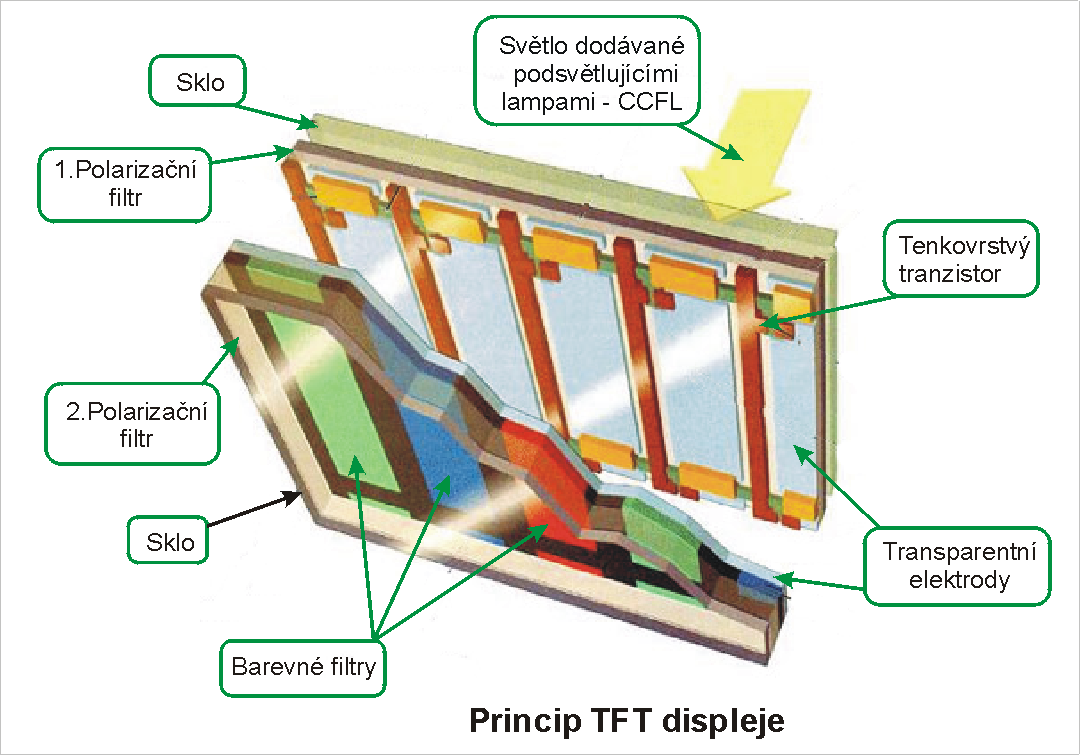 Světlo dodávané
podsvětlujícími
lampami - CCFL
Sklo
1.Polarizační
filtr
Tenkovrstvý
tranzistor
2.Polarizační
filtr
Sklo
Transparentní
elektrody
Barevné filtry
Princip TFT displeje